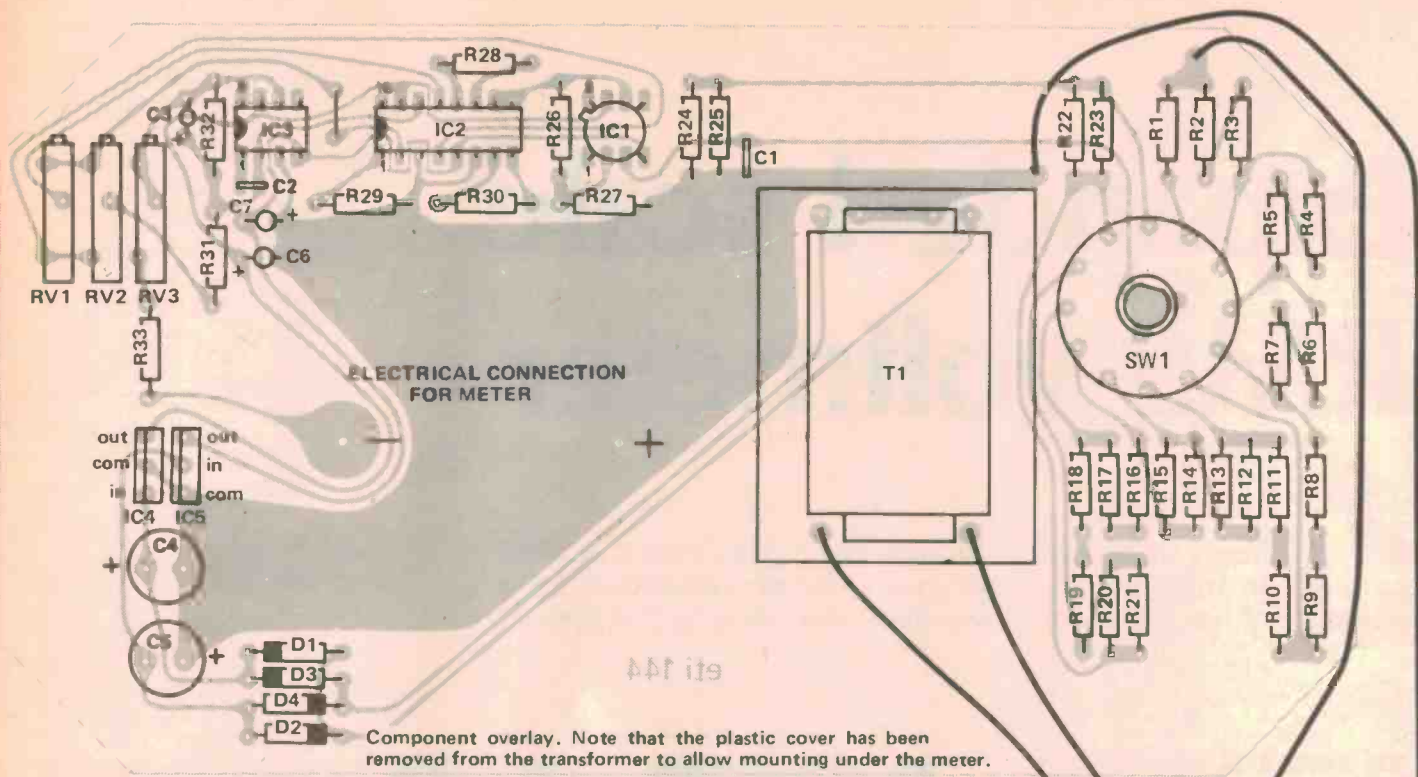 R28
C3
R32
IC3
IC2
R26
IC1
R24
R25
C1
R22
R23
R1
R2
R3
C2
R29
R30
R27
C7
+
R5
R4
R31
C6
+
RV1
RV2
RV3
R33
ELECTRICAL CONNECTION
FOR METER
T1
SW1
R7
R6
out
out
com
in
in
com
IC4
IC5
−
+
R18
R17
R16
R15
R14
R13
R12
R11
R8
C4
+
R19
R20
R21
R10
R9
C5
+
D1
D3
D4
D2
eti 144
Component overlay. Note that the plastic cover has been
removed from the transformer to allow mounting under the meter.